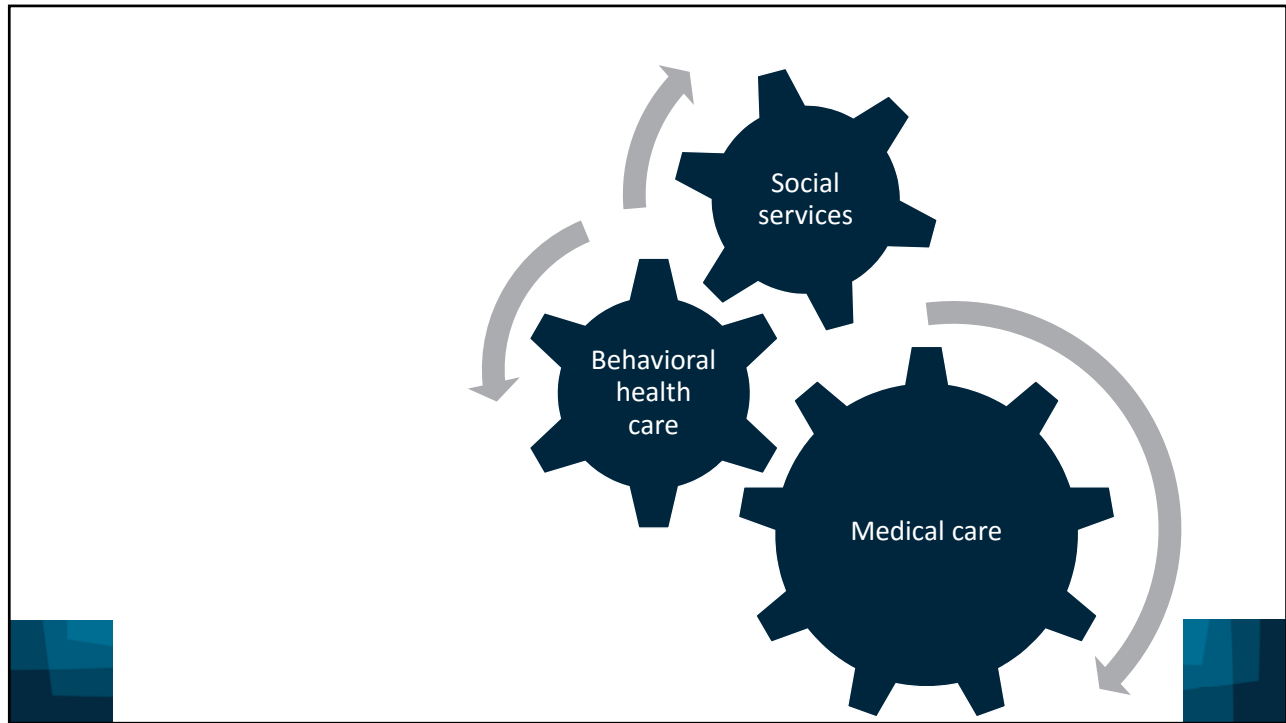 Social
services
Behavioral
health
care
Medical care